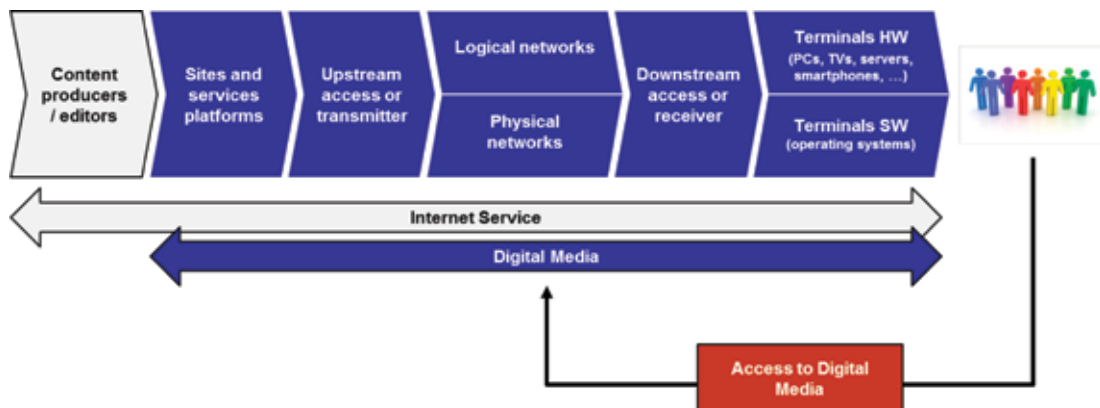 Content
producers
/ editors
Sites and
services
platforms
Upstream
access or
transmitter
Logical networks
Physical
networks
Downstream
access or
receiver
Terminals HW
(PCs, TVs, servers,
smartphones, ...)
Terminals SW
(operating systems)
Internet Service
Digital Media
Access to Digital
Media